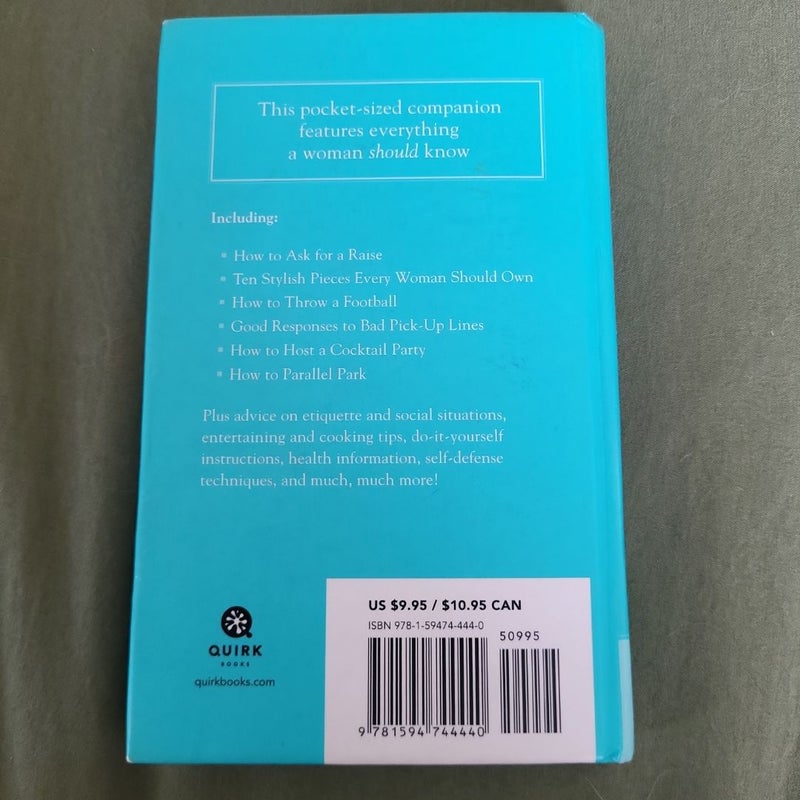 This pocket-sized companion
features everything
a woman should know
Including:
▪ How to Ask for a Raise
▪ Ten Stylish Pieces Every Woman Should Own
▪ How to Throw a Football
▪ Good Responses to Bad Pick-Up Lines
▪ How to Host a Cocktail Party
▪ How to Parallel Park
Plus advice on etiquette and social situations,
entertaining and cooking tips, do-it-yourself
instructions, health information, self-defense
techniques, and much, much more!
QUIRK
BOOKS
quirkbooks.com
US $9.95 / $10.95 CAN
ISBN 978-1-59474-444-0
50995
9 781594 744440